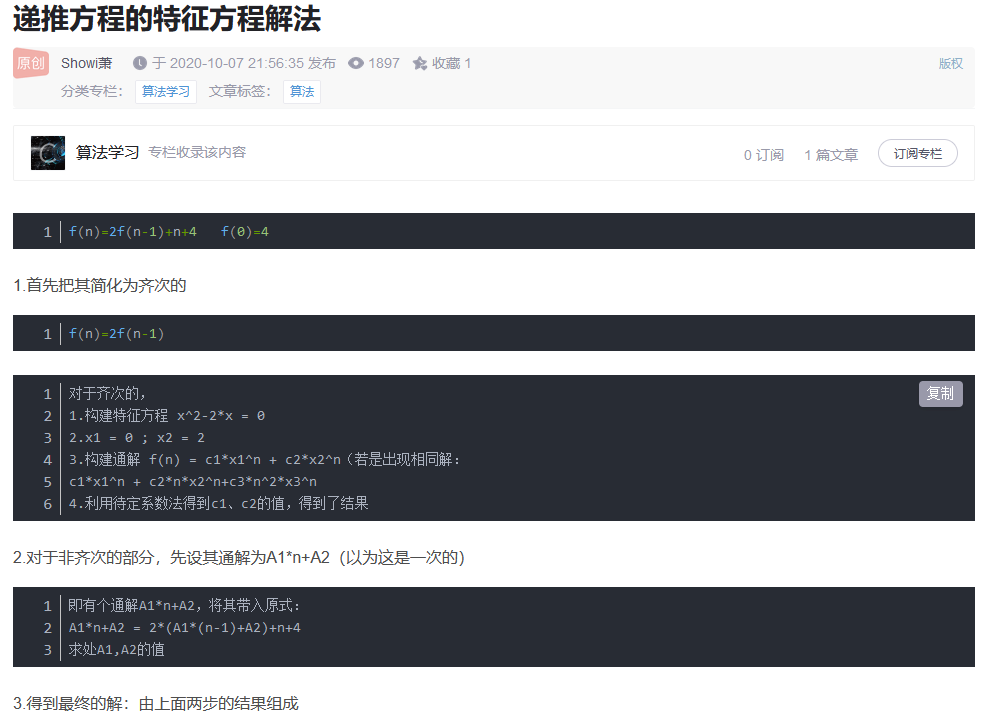 递推方程的特征方程解法
原创 Showi萧 于 2020-10-07 21:56:35 发布 1897 收藏 1 版权
分类专栏： 算法学习 文章标签： 算法
算法学习 专栏收录该内容 0 订阅 1 篇文章 订阅专栏
1 f(n)=2f(n-1)+n+4 f(0)=4
1.首先把其简化为齐次的
1 f(n)=2f(n-1)
复制
1 对于齐次的，
2 1.构建特征方程 x^2-2*x = 0
3 2.x1 = 0 ; x2 = 2
4 3.构建通解 f(n) = c1*x1^n + c2*x2^n（若是出现相同解：
5 c1*x1^n + c2*n*x2^n+c3*n^2*x3^n
6 4.利用待定系数法得到c1、c2的值，得到了结果
2.对于非齐次的部分，先设其通解为A1*n+A2（以为这是一次的）
1 即有个通解A1*n+A2，将其带入原式：
2 A1*n+A2 = 2*(A1*(n-1)+A2)+n+4
3 求处A1,A2的值
3.得到最终的解：由上面两步的结果组成